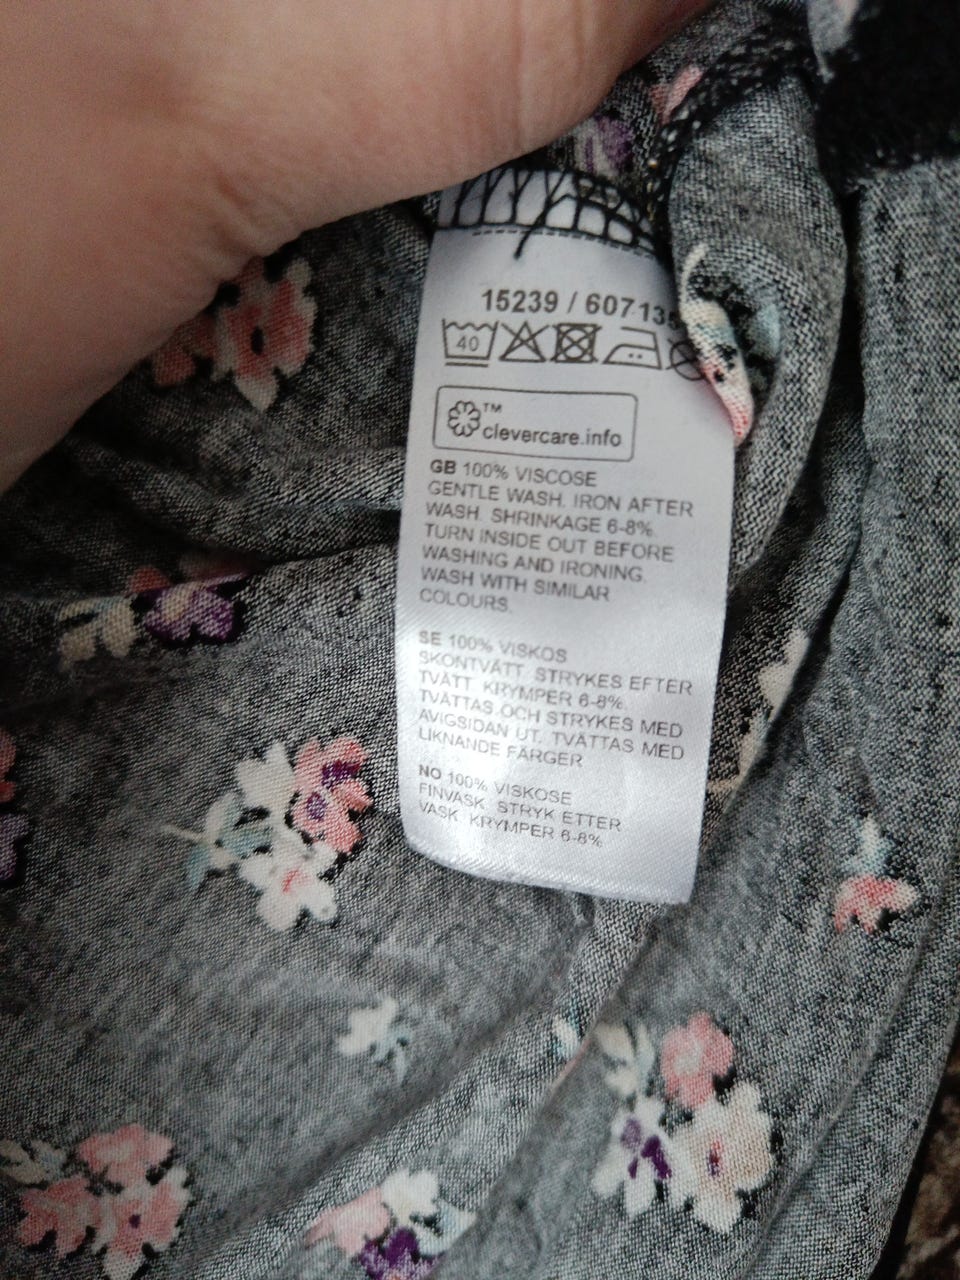 15239 / 607135
40
™
clevercare.info
GB 100% VISCOSE
GENTLE WASH. IRON AFTER
WASH. SHRINKAGE 6-8%.
TURN INSIDE OUT BEFORE
WASHING AND IRONING.
WASH WITH SIMILAR
COLOURS.
SE 100% VISKOS
SKONTVÄTT. STRYKES EFTER
TVÄTT. KRYMPER 6-8%.
TVÄTTAS OCH STRYKES MED
AVIGSIDAN UT. TVÄTTAS MED
LIKNANDE FÄRGER
NO 100% VISKOSE
FINVASK. STRYK ETTER
VASK. KRYMPER 6-8%.